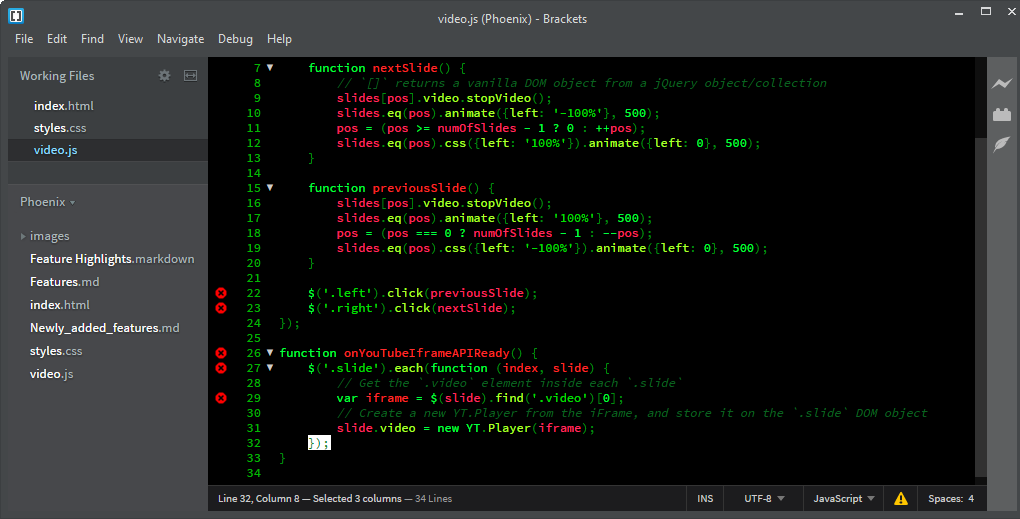 video.js (Phoenix) - Brackets
File Edit Find View Navigate Debug Help
Working Files
index.html
styles.css
video.js
Phoenix
images
Feature Highlights.markdown
Features.md
index.html
Newly_added_features.md
styles.css
video.js
7 function nextSlide() {
8 // `[]` returns a vanilla DOM object from a jQuery object/collection
9 slides[pos].video.stopVideo();
10 slides.eq(pos).animate({left: '-100%'}, 500);
11 pos = (pos >= numOfSlides - 1 ? 0 : ++pos);
12 slides.eq(pos).css({left: '100%'}).animate({left: 0}, 500);
13 }
14
15 function previousSlide() {
16 slides[pos].video.stopVideo();
17 slides.eq(pos).animate({left: '100%'}, 500);
18 pos = (pos === 0 ? numOfSlides - 1 : --pos);
19 slides.eq(pos).css({left: '-100%'}).animate({left: 0}, 500);
20 }
21
22 $('.left').click(previousSlide);
23 $('.right').click(nextSlide);
24 });
25
26 function onYouTubeIframeAPIReady() {
27 $('.slide').each(function (index, slide) {
28 // Get the `.video` element inside each `.slide`
29 var iframe = $(slide).find('.video')[0];
30 // Create a new YT.Player from the iFrame, and store it on the `.slide` DOM object
31 slide.video = new YT.Player(iframe);
32 });
33 }
34
Line 32, Column 8 — Selected 3 columns — 34 Lines INS UTF-8 JavaScript Spaces: 4